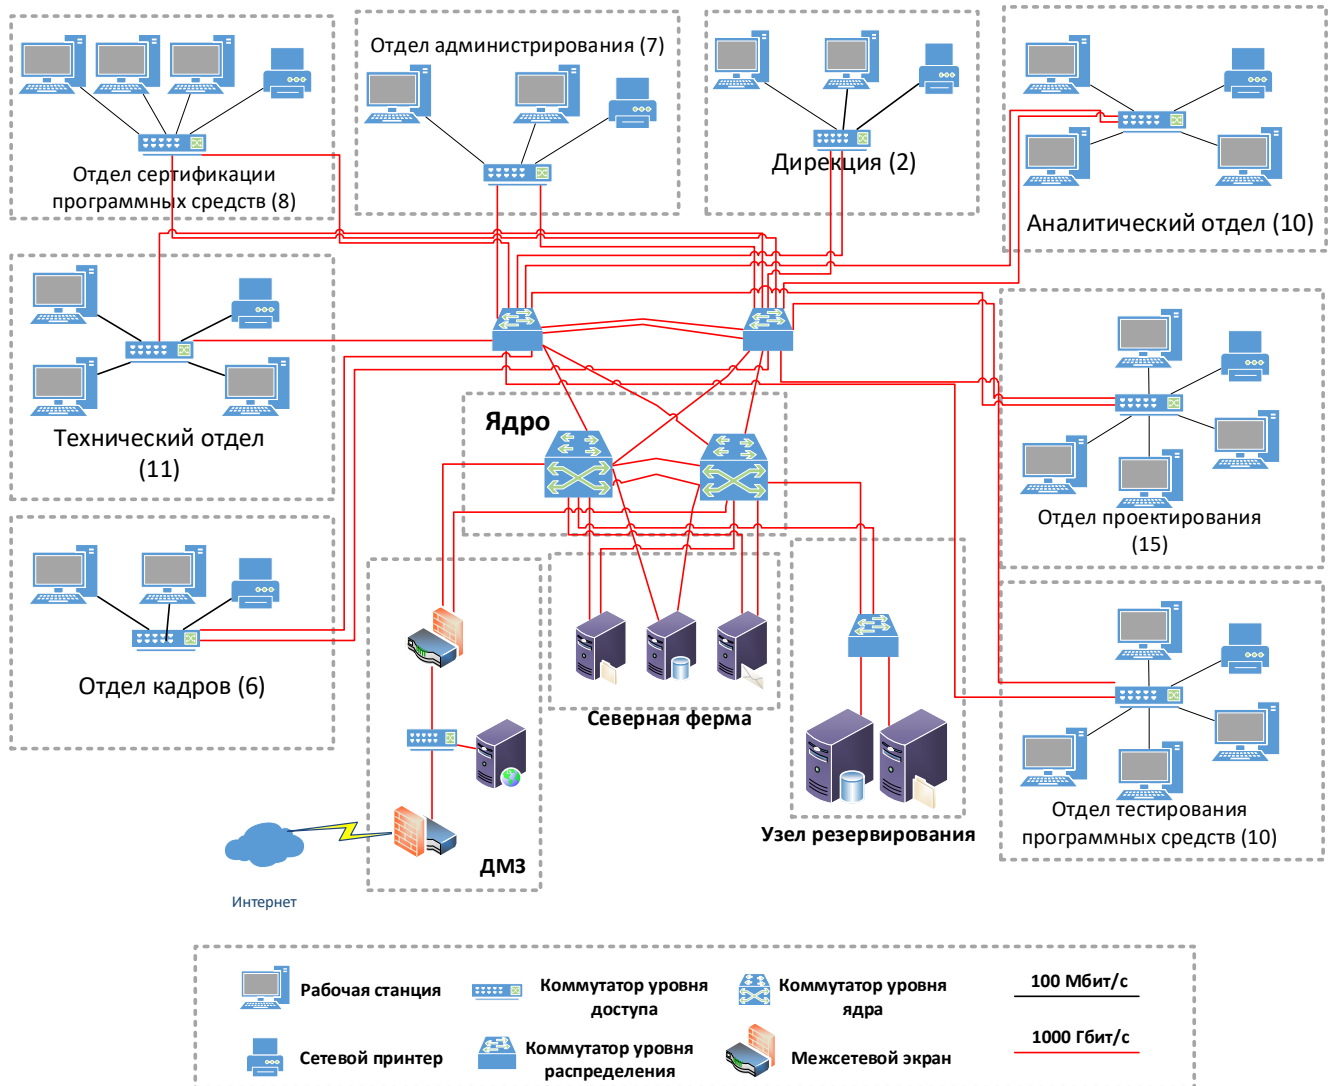 Отдел администрирования (7)
Отдел сертификации
программных средств (8)
Дирекция (2)
Аналитический отдел (10)
Технический отдел
(11)
Ядро
Отдел проектирования
(15)
Отдел кадров (6)
Северная ферма
Узел резервирования
Отдел тестирования
программных средств (10)
ДМЗ
Интернет
Рабочая станция
Коммутатор уровня
доступа
Коммутатор уровня
ядра
100 Мбит/с
Сетевой принтер
Коммутатор уровня
распределения
Межсетевой экран
1000 Гбит/с